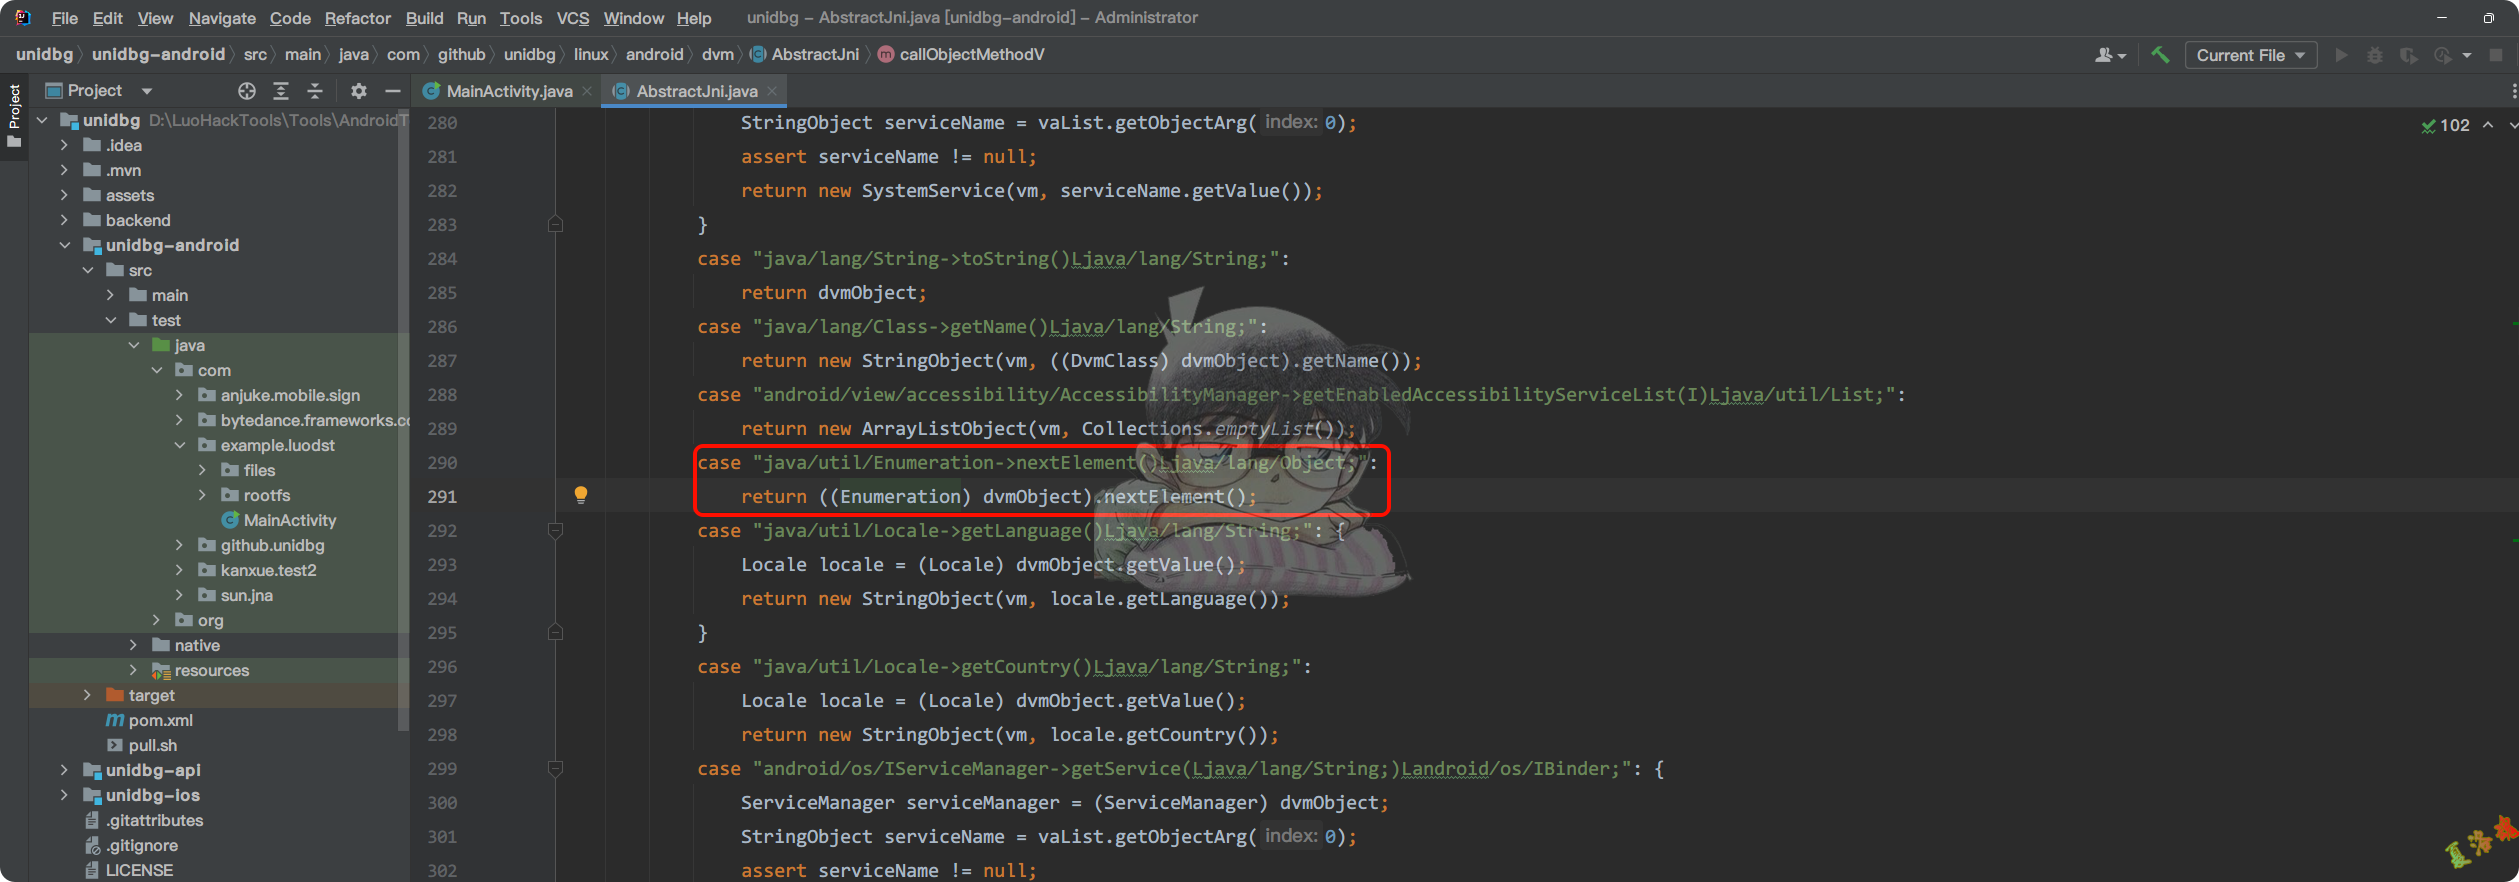 File Edit View Navigate Code Refactor Build Run Tools VCS Window Help unidbg – AbstractJni.java [unidbg-android] – Administrator
unidbg unidbg-android src main java com github unidbg linux android dvm AbstractJni callObjectMethodV Current File
Project MainActivity.java AbstractJni.java
Project
unidbg D:\LuoHackTools\Tools\AndroidT
.idea
.mvn
assets
backend
unidbg-android
src
main
test
java
com
anjuke.mobile.sign
bytedance.frameworks.co
example.luodst
files
rootfs
MainActivity
github.unidbg
kanxue.test2
sun.jna
org
native
resources
target
pom.xml
pull.sh
unidbg-api
unidbg-ios
.gitattributes
.gitignore
LICENSE
102
280 StringObject serviceName = vaList.getObjectArg( index: 0);
281 assert serviceName != null;
282 return new SystemService(vm, serviceName.getValue());
283 }
284 case "java/lang/String->toString()Ljava/lang/String;":
285 return dvmObject;
286 case "java/lang/Class->getName()Ljava/lang/String;":
287 return new StringObject(vm, ((DvmClass) dvmObject).getName());
288 case "android/view/accessibility/AccessibilityManager->getEnabledAccessibilityServiceList(I)Ljava/util/List;":
289 return new ArrayListObject(vm, Collections.emptyList());
290 case "java/util/Enumeration->nextElement()Ljava/lang/Object;":
291 return ((Enumeration) dvmObject).nextElement();
292 case "java/util/Locale->getLanguage()Ljava/lang/String;": {
293 Locale locale = (Locale) dvmObject.getValue();
294 return new StringObject(vm, locale.getLanguage());
295 }
296 case "java/util/Locale->getCountry()Ljava/lang/String;":
297 Locale locale = (Locale) dvmObject.getValue();
298 return new StringObject(vm, locale.getCountry());
299 case "android/os/IServiceManager->getService(Ljava/lang/String;)Landroid/os/IBinder;": {
300 ServiceManager serviceManager = (ServiceManager) dvmObject;
301 StringObject serviceName = vaList.getObjectArg( index: 0);
302 assert serviceName != null;